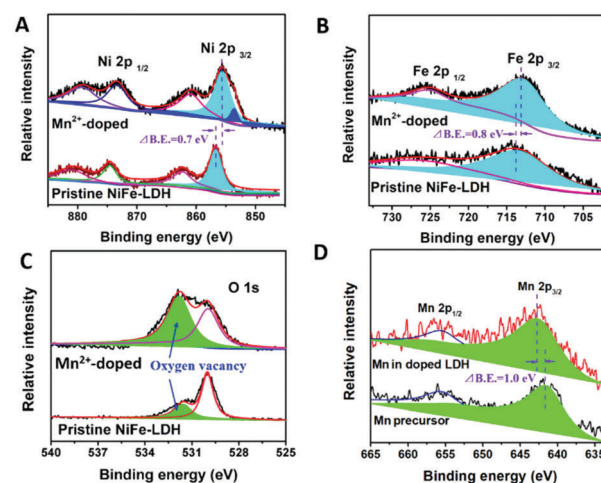 A
Ni 2p 1/2
Ni 2p 3/2
Mn2+-doped
⊿B.E.=0.7 eV
Pristine NiFe-LDH
Relative intensity
880 870 860 850
Binding energy (eV)
B
Fe 2p 1/2
Fe 2p 3/2
Mn2+-doped
⊿B.E.=0.8 eV
Pristine NiFe-LDH
Relative intensity
730 725 720 715 710 705
Binding energy (eV)
C
O 1s
Mn2+-doped
Oxygen vacancy
Pristine NiFe-LDH
Relative intensity
540 537 534 531 528 525
Binding energy (eV)
D
Mn 2p1/2
Mn 2p3/2
Mn in doped LDH
⊿B.E.=1.0 eV
Mn precursor
Relative intensity
665 660 655 650 645 640 635
Binding energy (eV)